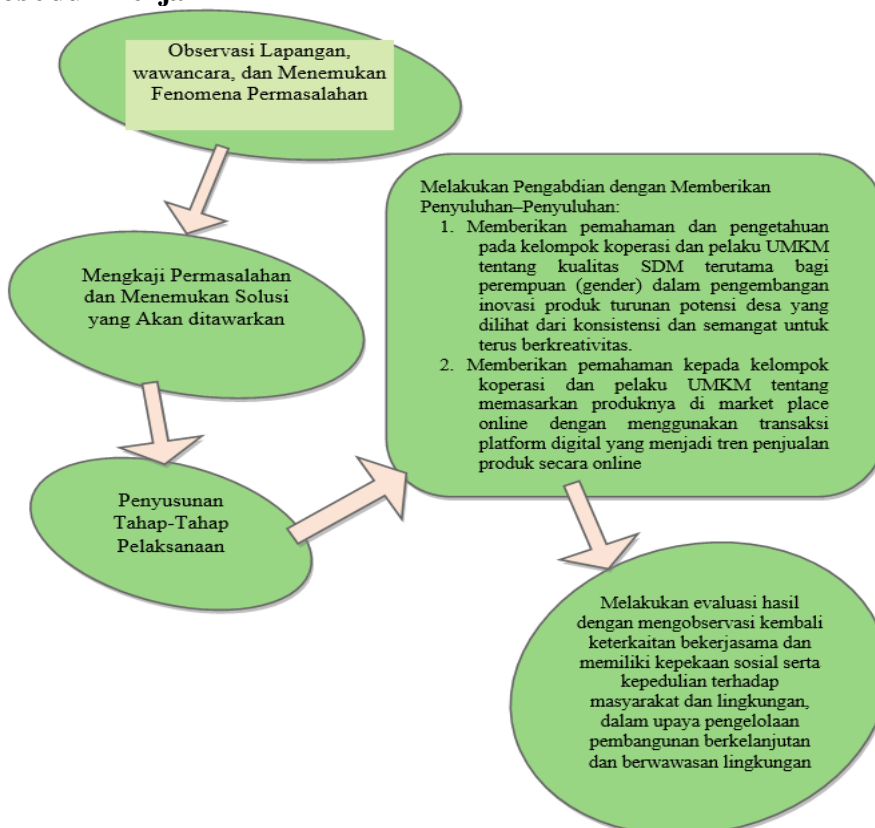 Observasi Lapangan,
wawancara, dan Menemukan
Fenomena Permasalahan
Mengkaji Permasalahan
dan Menemukan Solusi
yang Akan ditawarkan
Penyusunan
Tahap-Tahap
Pelaksanaan
Melakukan Pengabdian dengan Memberikan
Penyuluhan–Penyuluhan:
1. Memberikan pemahaman dan pengetahuan
pada kelompok koperasi dan pelaku UMKM
tentang kualitas SDM terutama bagi
perempuan (gender) dalam pengembangan
inovasi produk turunan potensi desa yang
dilihat dari konsistensi dan semangat untuk
terus berkreativitas.
2. Memberikan pemahaman kepada kelompok
koperasi dan pelaku UMKM tentang
memasarkan produknya di market place
online dengan menggunakan transaksi
platform digital yang menjadi tren penjualan
produk secara online
Melakukan evaluasi hasil
dengan mengobservasi kembali
keterkaitan bekerjasama dan
memiliki kepekaan sosial serta
kepedulian terhadap
masyarakat dan lingkungan,
dalam upaya pengelolaan
pembangunan berkelanjutan
dan berwawasan lingkungan